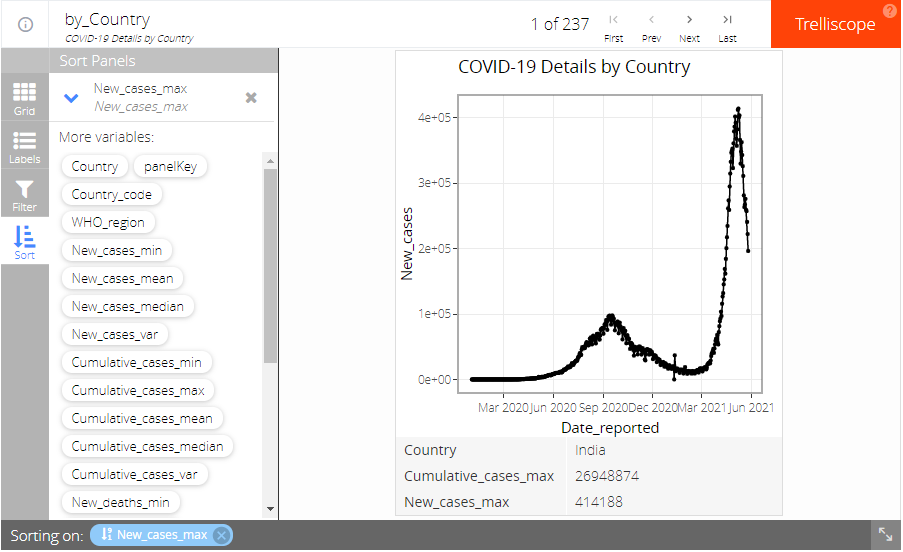 by_Country
COVID-19 Details by Country
1 of 237
First
Prev
Next
Last
Trelliscope
?
Sort Panels
Grid
Labels
Filter
Sort
New_cases_max
New_cases_max
More variables:
Country panelKey
Country_code
WHO_region
New_cases_min
New_cases_mean
New_cases_median
New_cases_var
Cumulative_cases_min
Cumulative_cases_max
Cumulative_cases_mean
Cumulative_cases_median
Cumulative_cases_var
New_deaths_min
COVID-19 Details by Country
New_cases
4e+05
3e+05
2e+05
1e+05
0e+00
Mar 2020 Jun 2020 Sep 2020 Dec 2020 Mar 2021 Jun 2021
Date_reported
Country India
Cumulative_cases_max 26948874
New_cases_max 414188
Sorting on: New_cases_max